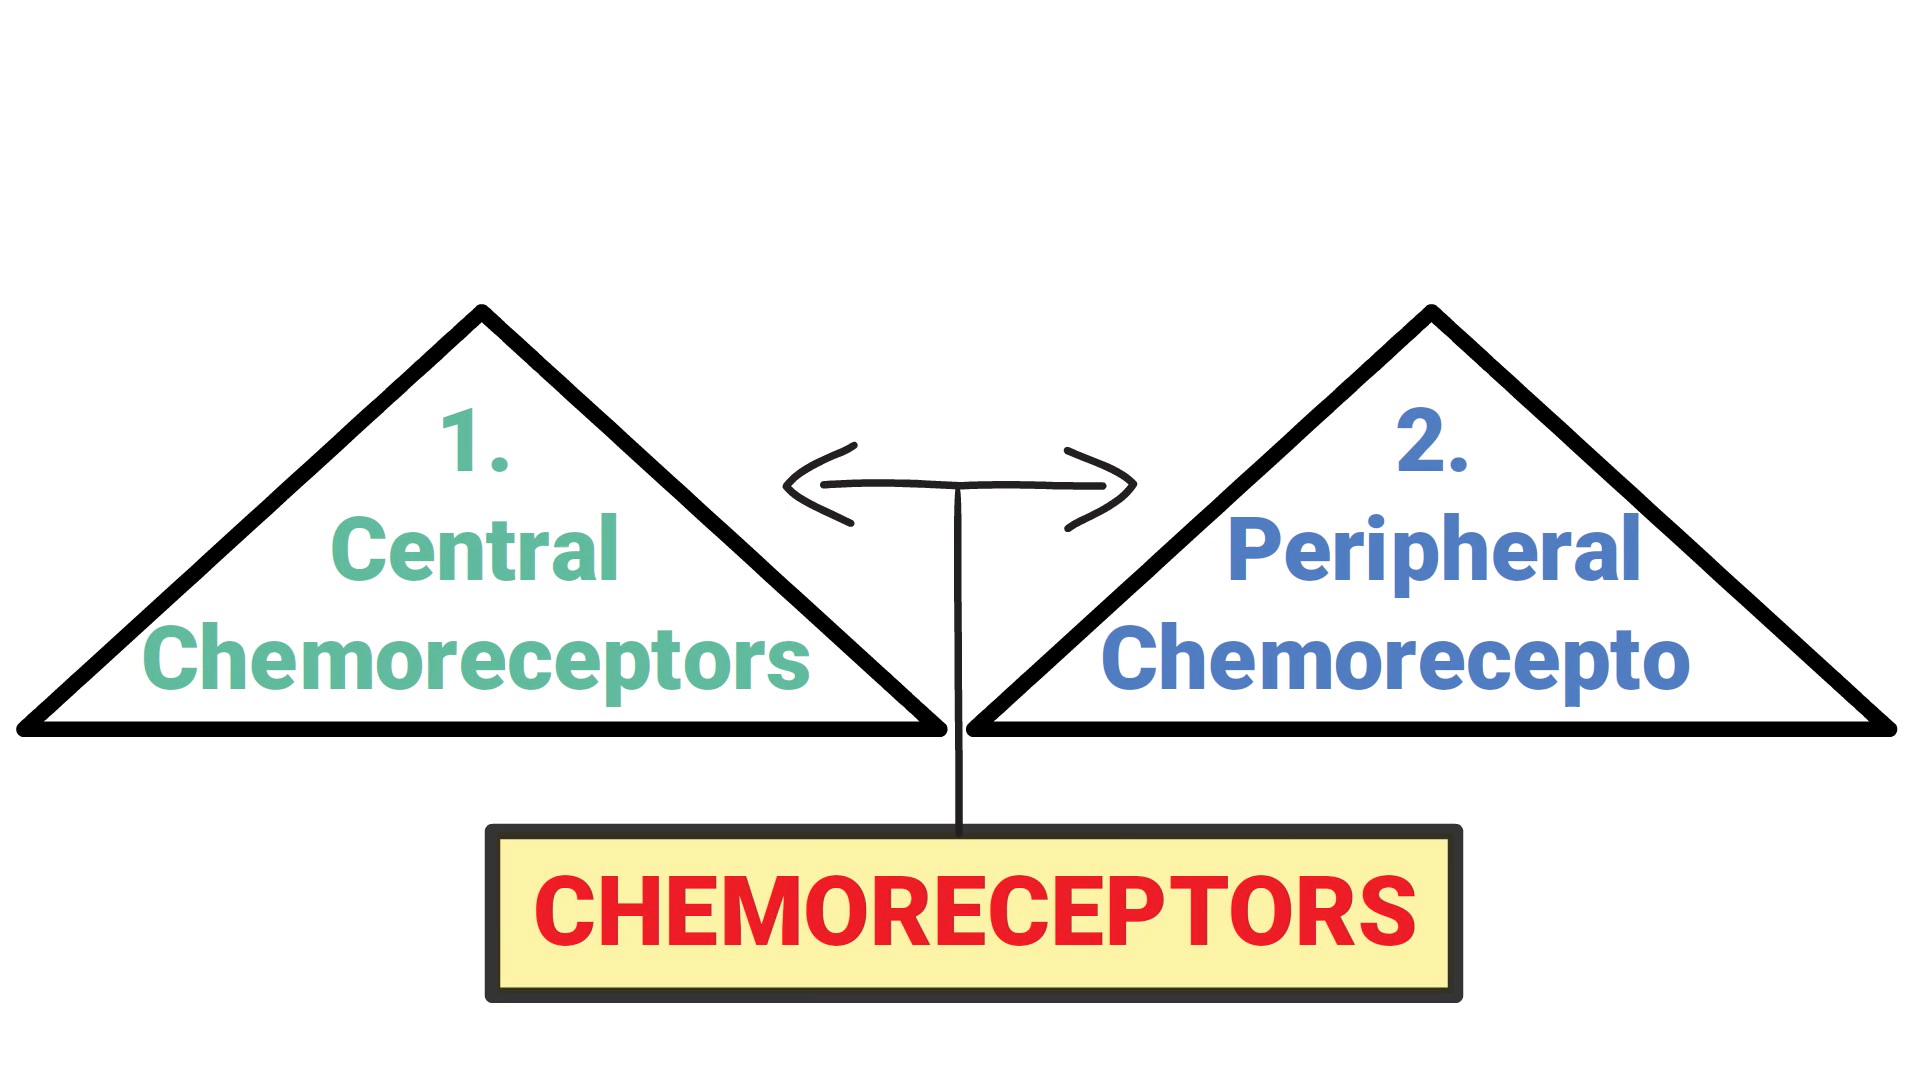 1.
Central
Chemoreceptors
2.
Peripheral
Chemorecepto
CHEMORECEPTORS